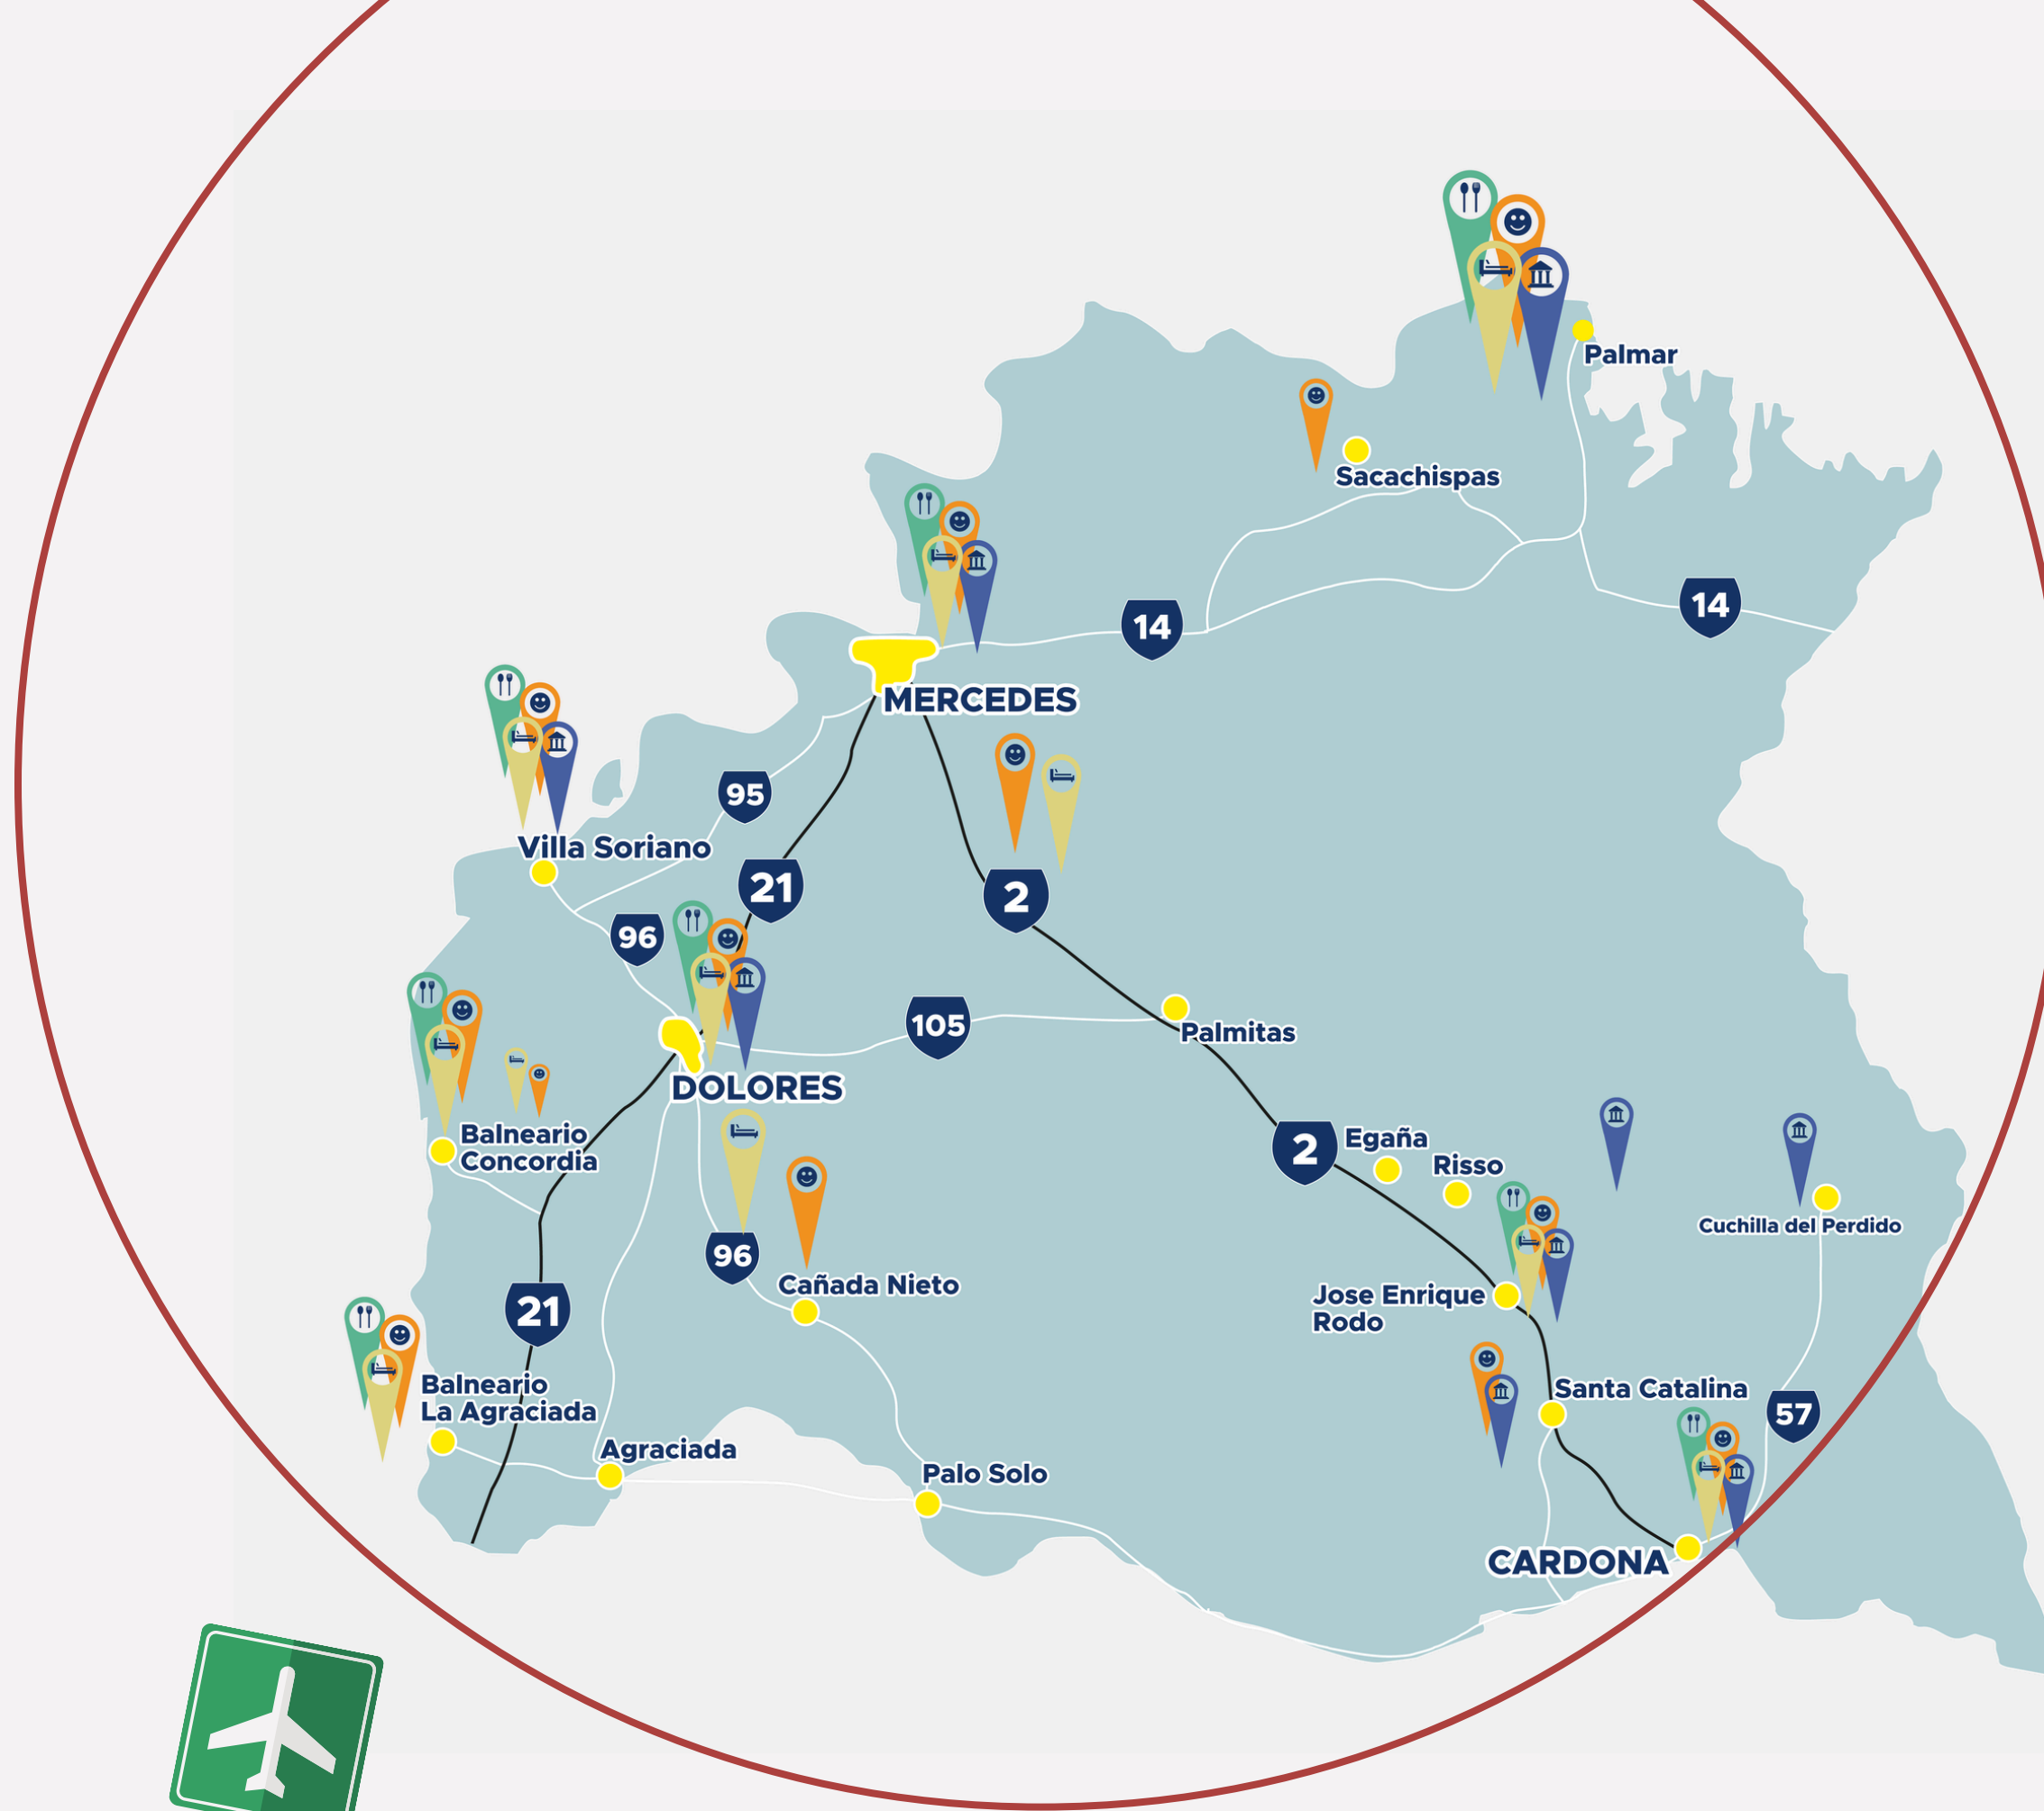 Palmar
Sacachispas
14
14
MERCEDES
95
Villa Soriano
21
2
96
105
Palmitas
DOLORES
Balneario
Concordia
2
Egaña
Risso
Cuchilla del Perdido
96
Cañada Nieto
21
Jose Enrique
Rodo
Balneario
La Agraciada
Santa Catalina
57
Agraciada
Palo Solo
CARDONA